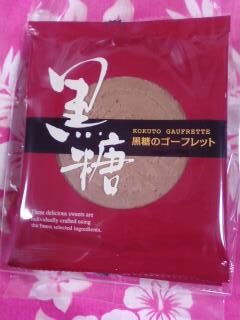 黒糖
KOKUTO GAUFRETTE
黒糖のゴーフレット
These delicious sweets are
individually crafted using
the finest selected ingredients.